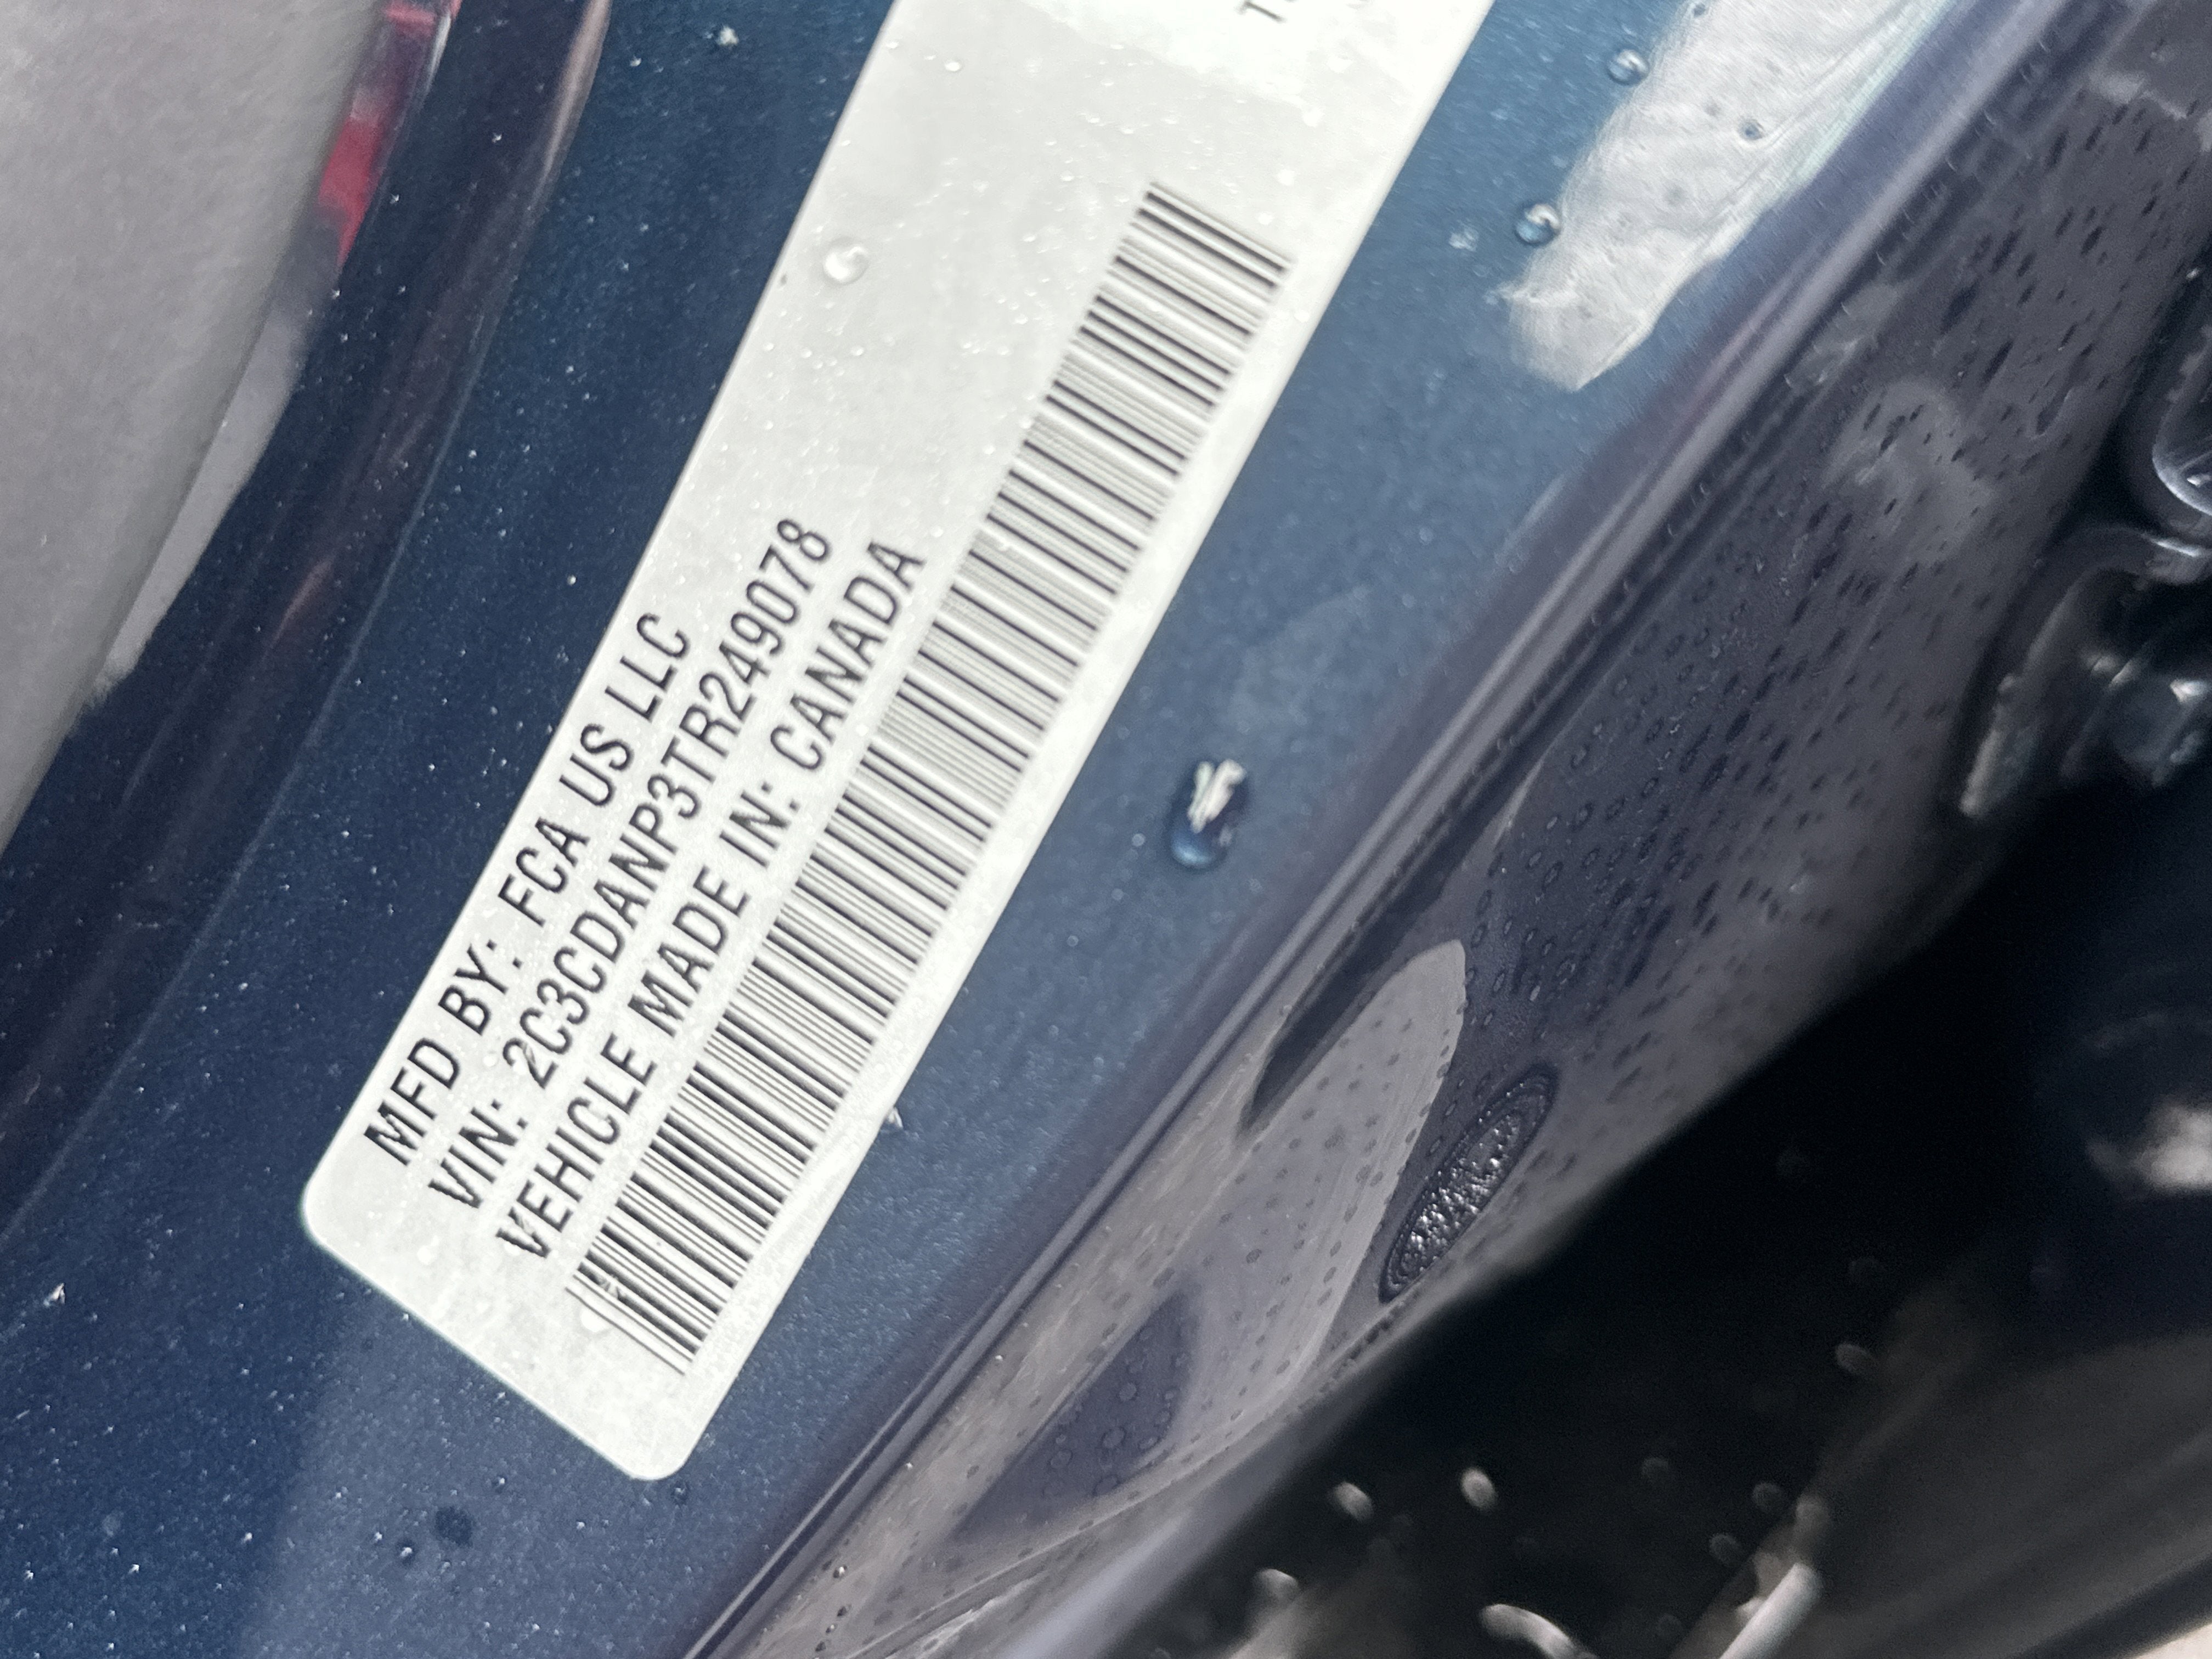 MFD BY: FCA US LLC
VIN: 2C3CDANP3TR249078
VEHICLE MADE IN: CANADA